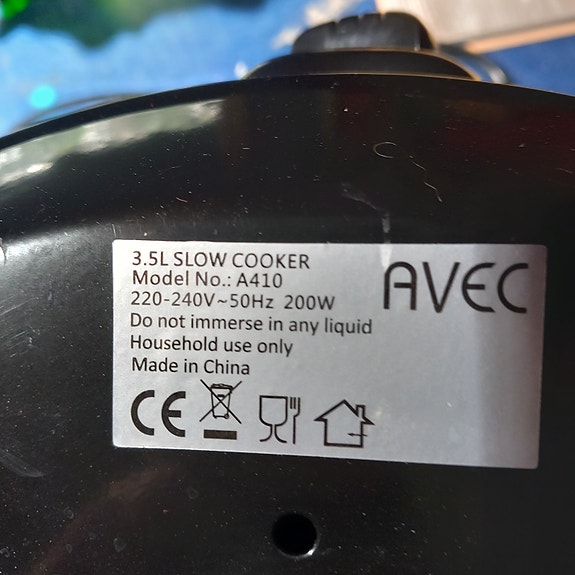 3.5L SLOW COOKER
AVEC
Model No.: A410
220-240V~50Hz 200W
Do not immerse in any liquid
Household use only
Made in China
CE